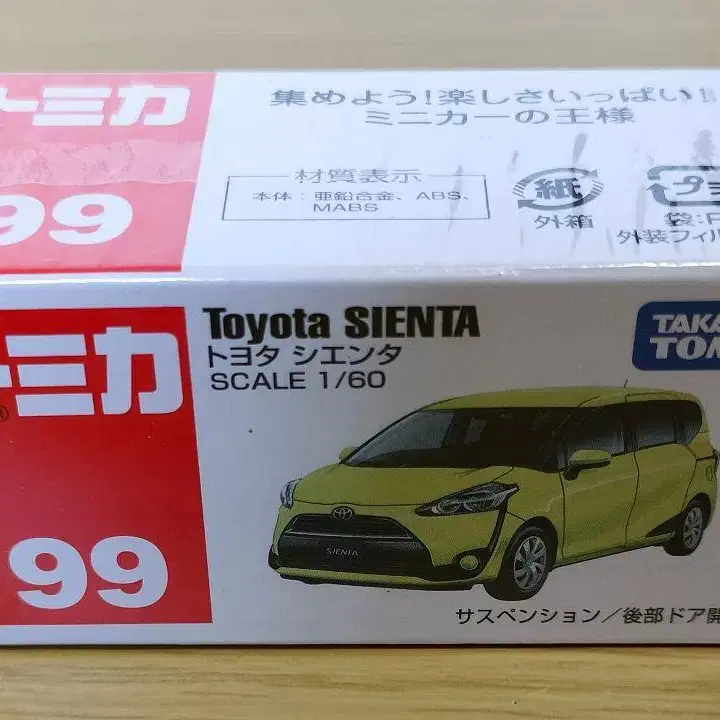 トミカ
集めよう!楽しさいっぱい!
ミニカーの王様
99
材質表示
本体:亜鉛合金、ABS、
MABS
紙
外箱
プ
袋:P
外装フィル
トミカ
®
99
Toyota SIENTA
トヨタ シエンタ
SCALE 1/60
TAKA
TOM
SIENTA
サスペンション/後部ドア開